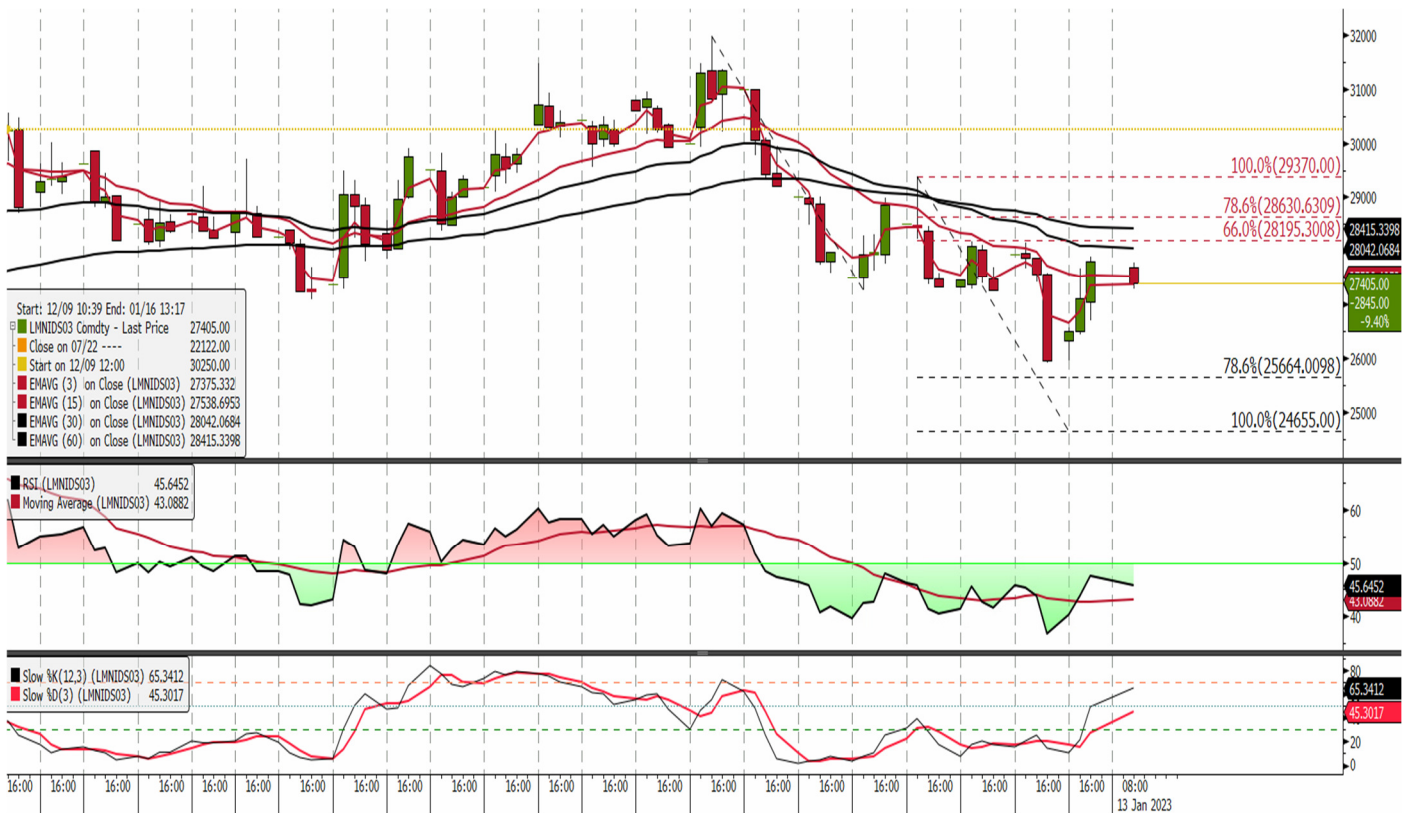 32000
31000
30000
100.0%(29370.00)
29000
78.6%(28630.6309)
66.0%(28195.3008)
28415.3398
28042.0684
27405.00
-2845.00
-9.40%
26000
78.6%(25664.0098)
25000
100.0%(24655.00)
Start: 12/09 10:39 End: 01/16 13:17
LMNIDS03 Comdty - Last Price 27405.00
Close on 07/22 ---- 22122.00
Start on 12/09 12:00 30250.00
EMAVG (3) on Close (LMNIDS03) 27375.332
EMAVG (15) on Close (LMNIDS03) 27538.6953
EMAVG (30) on Close (LMNIDS03) 28042.0684
EMAVG (60) on Close (LMNIDS03) 28415.3398
RSI (LMNIDS03) 45.6452
Moving Average (LMNIDS03) 43.0882
60
50
45.6452
43.0882
40
Slow %K(12,3) (LMNIDS03) 65.3412
Slow %D(3) (LMNIDS03) 45.3017
80
65.3412
45.3017
20
0
16:00 16:00 16:00 16:00 16:00 16:00 16:00 16:00 16:00 16:00 16:00 16:00 16:00 16:00 16:00 16:00 16:00 16:00 16:00 16:00 16:00 08:00
13 Jan 2023